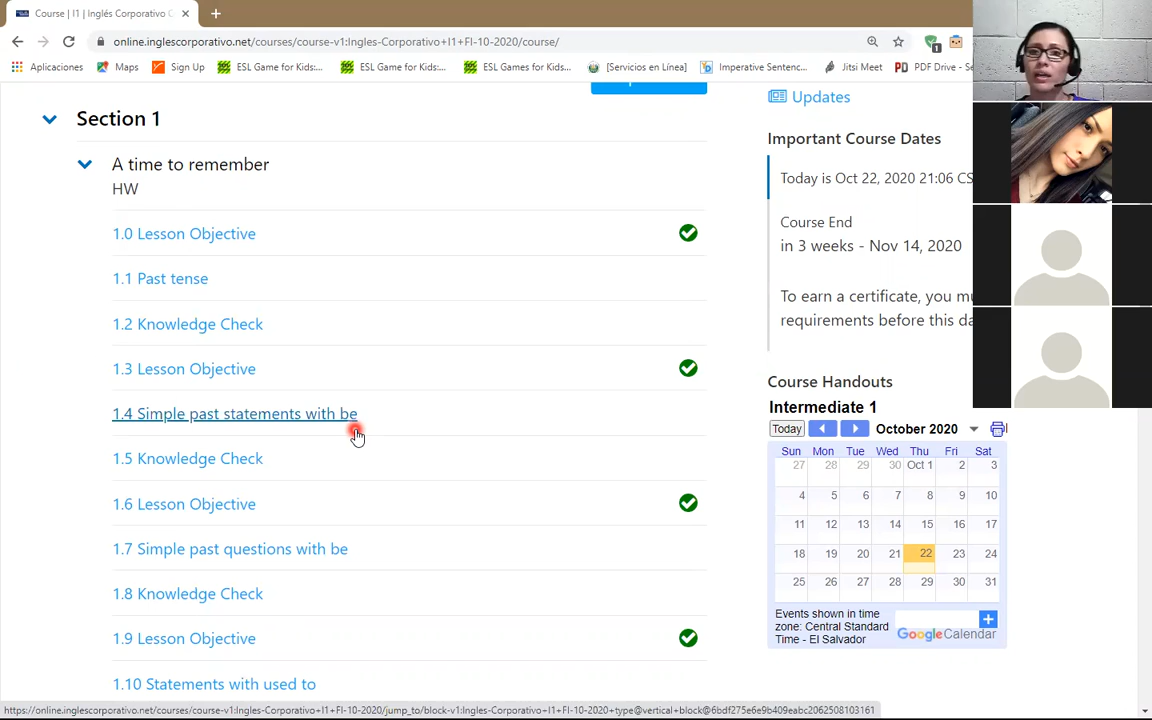 Course | I1 | Inglés Corporativo
online.inglescorporativo.net/courses/course-v1:Ingles-Corporativo+I1+FI-10-2020/course/
Aplicaciones Maps Sign Up ESL Game for Kids:... ESL Game for Kids:... ESL Games for Kids:... [Servicios en Línea] Imperative Sentenc... Jitsi Meet PDF Drive - Se
1
Section 1
A time to remember
HW
1.0 Lesson Objective
1.1 Past tense
1.2 Knowledge Check
1.3 Lesson Objective
1.4 Simple past statements with be
1.5 Knowledge Check
1.6 Lesson Objective
1.7 Simple past questions with be
1.8 Knowledge Check
1.9 Lesson Objective
1.10 Statements with used to
Updates
Important Course Dates
Today is Oct 22, 2020 21:06 CS
Course End
in 3 weeks - Nov 14, 2020
To earn a certificate, you mu
requirements before this da
Course Handouts
Intermediate 1
Today October 2020
Sun Mon Tue Wed Thu Fri Sat
27 28 29 30 Oct 1 2 3
4 5 6 7 8 9 10
11 12 13 14 15 16 17
18 19 20 21 22 23 24
25 26 27 28 29 30 31
Events shown in time
zone: Central Standard
Time - El Salvador
Google Calendar
https://online.inglescorporativo.net/courses/course-v1:Ingles-Corporativo+I1+FI-10-2020/jump_to/block-v1:Ingles-Corporativo+I1+FI-10-2020+type@vertical+block@6bdf275e6e9b409eabc2062508103161